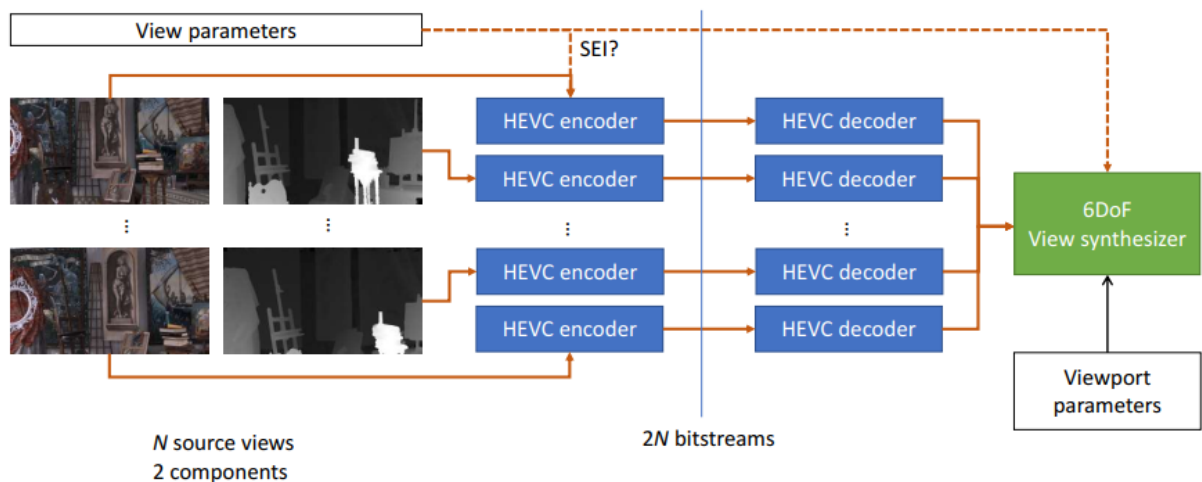 View parameters
SEI?
HEVC encoder
HEVC decoder
HEVC encoder
HEVC decoder
⋮
⋮
⋮
⋮
6DoF
View synthesizer
HEVC encoder
HEVC decoder
HEVC encoder
HEVC decoder
Viewport
parameters
N source views
2 components
2N bitstreams